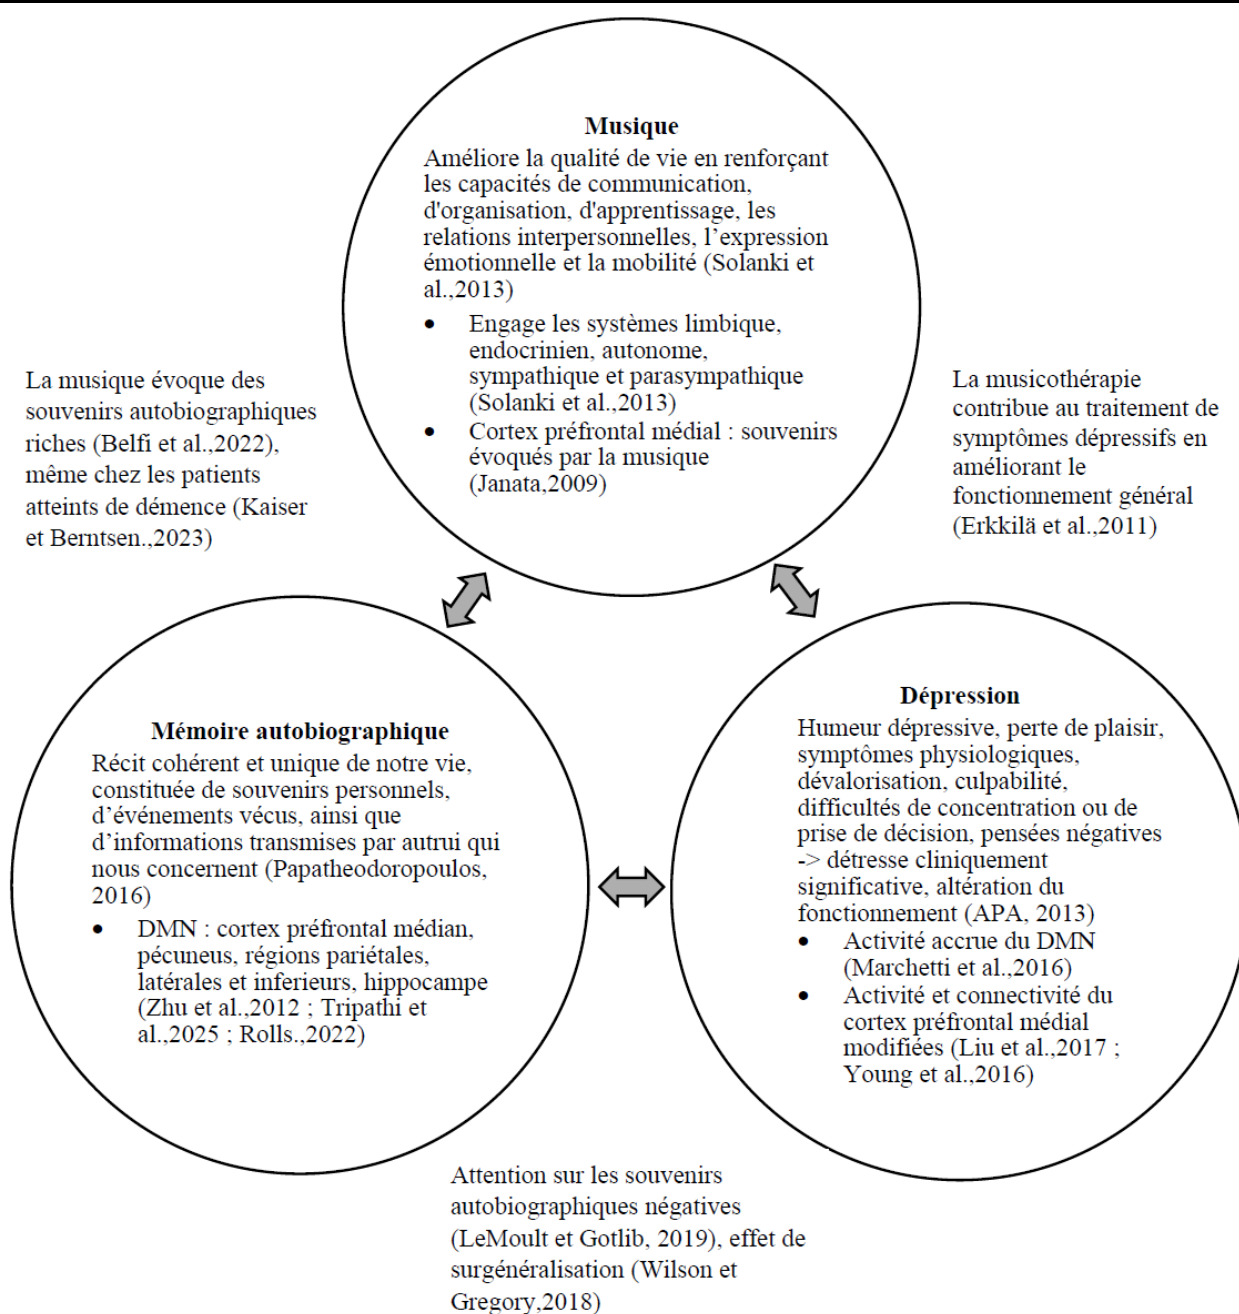 Musique
Améliore la qualité de vie en renforçant
les capacités de communication,
d'organisation, d'apprentissage, les
relations interpersonnelles, l’expression
émotionnelle et la mobilité (Solanki et
al.,2013)
• Engage les systèmes limbique,
endocrinien, autonome,
sympathique et parasympathique
(Solanki et al.,2013)
• Cortex préfrontal médial : souvenirs
évoqués par la musique
(Janata,2009)
La musique évoque des
souvenirs autobiographiques
riches (Belfi et al.,2022),
même chez les patients
atteints de démence (Kaiser
et Berntsen.,2023)
La musicothérapie
contribue au traitement de
symptômes dépressifs en
améliorant le
fonctionnement général
(Erkkilä et al.,2011)
Mémoire autobiographique
Récit cohérent et unique de notre vie,
constituée de souvenirs personnels,
d’événements vécus, ainsi que
d’informations transmises par autrui qui
nous concernent (Papatheodoropoulos,
2016)
• DMN : cortex préfrontal médian,
pécuneus, régions pariétales,
latérales et inferieurs, hippocampe
(Zhu et al.,2012 ; Tripathi et
al.,2025 ; Rolls.,2022)
Dépression
Humeur dépressive, perte de plaisir,
symptômes physiologiques,
dévalorisation, culpabilité,
difficultés de concentration ou de
prise de décision, pensées négatives
-> détresse cliniquement
significative, altération du
fonctionnement (APA, 2013)
• Activité accrue du DMN
(Marchetti et al.,2016)
• Activité et connectivité du
cortex préfrontal médial
modifiées (Liu et al.,2017 ;
Young et al.,2016)
Attention sur les souvenirs
autobiographiques négatives
(LeMoult et Gotlib, 2019), effet de
surgénéralisation (Wilson et
Gregory,2018)